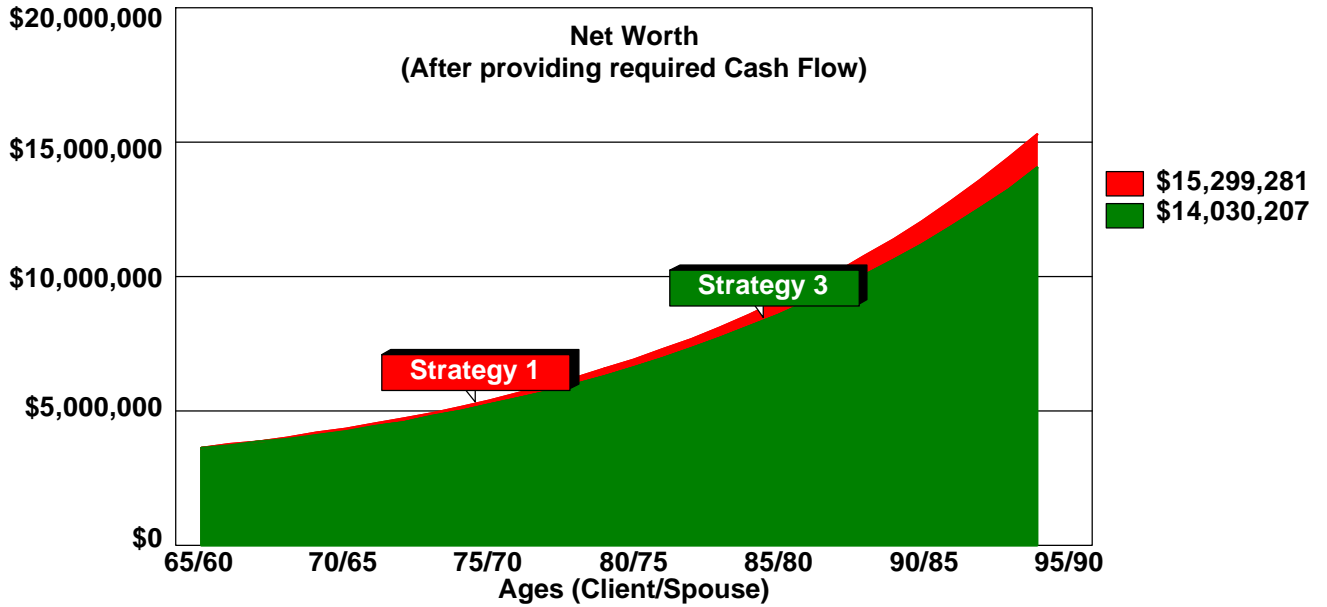 Net Worth
(After providing required Cash Flow)
$20,000,000
$15,000,000
$10,000,000
$5,000,000
$0
Strategy 1
Strategy 3
$15,299,281
$14,030,207
65/60 70/65 75/70 80/75 85/80 90/85 95/90
Ages (Client/Spouse)